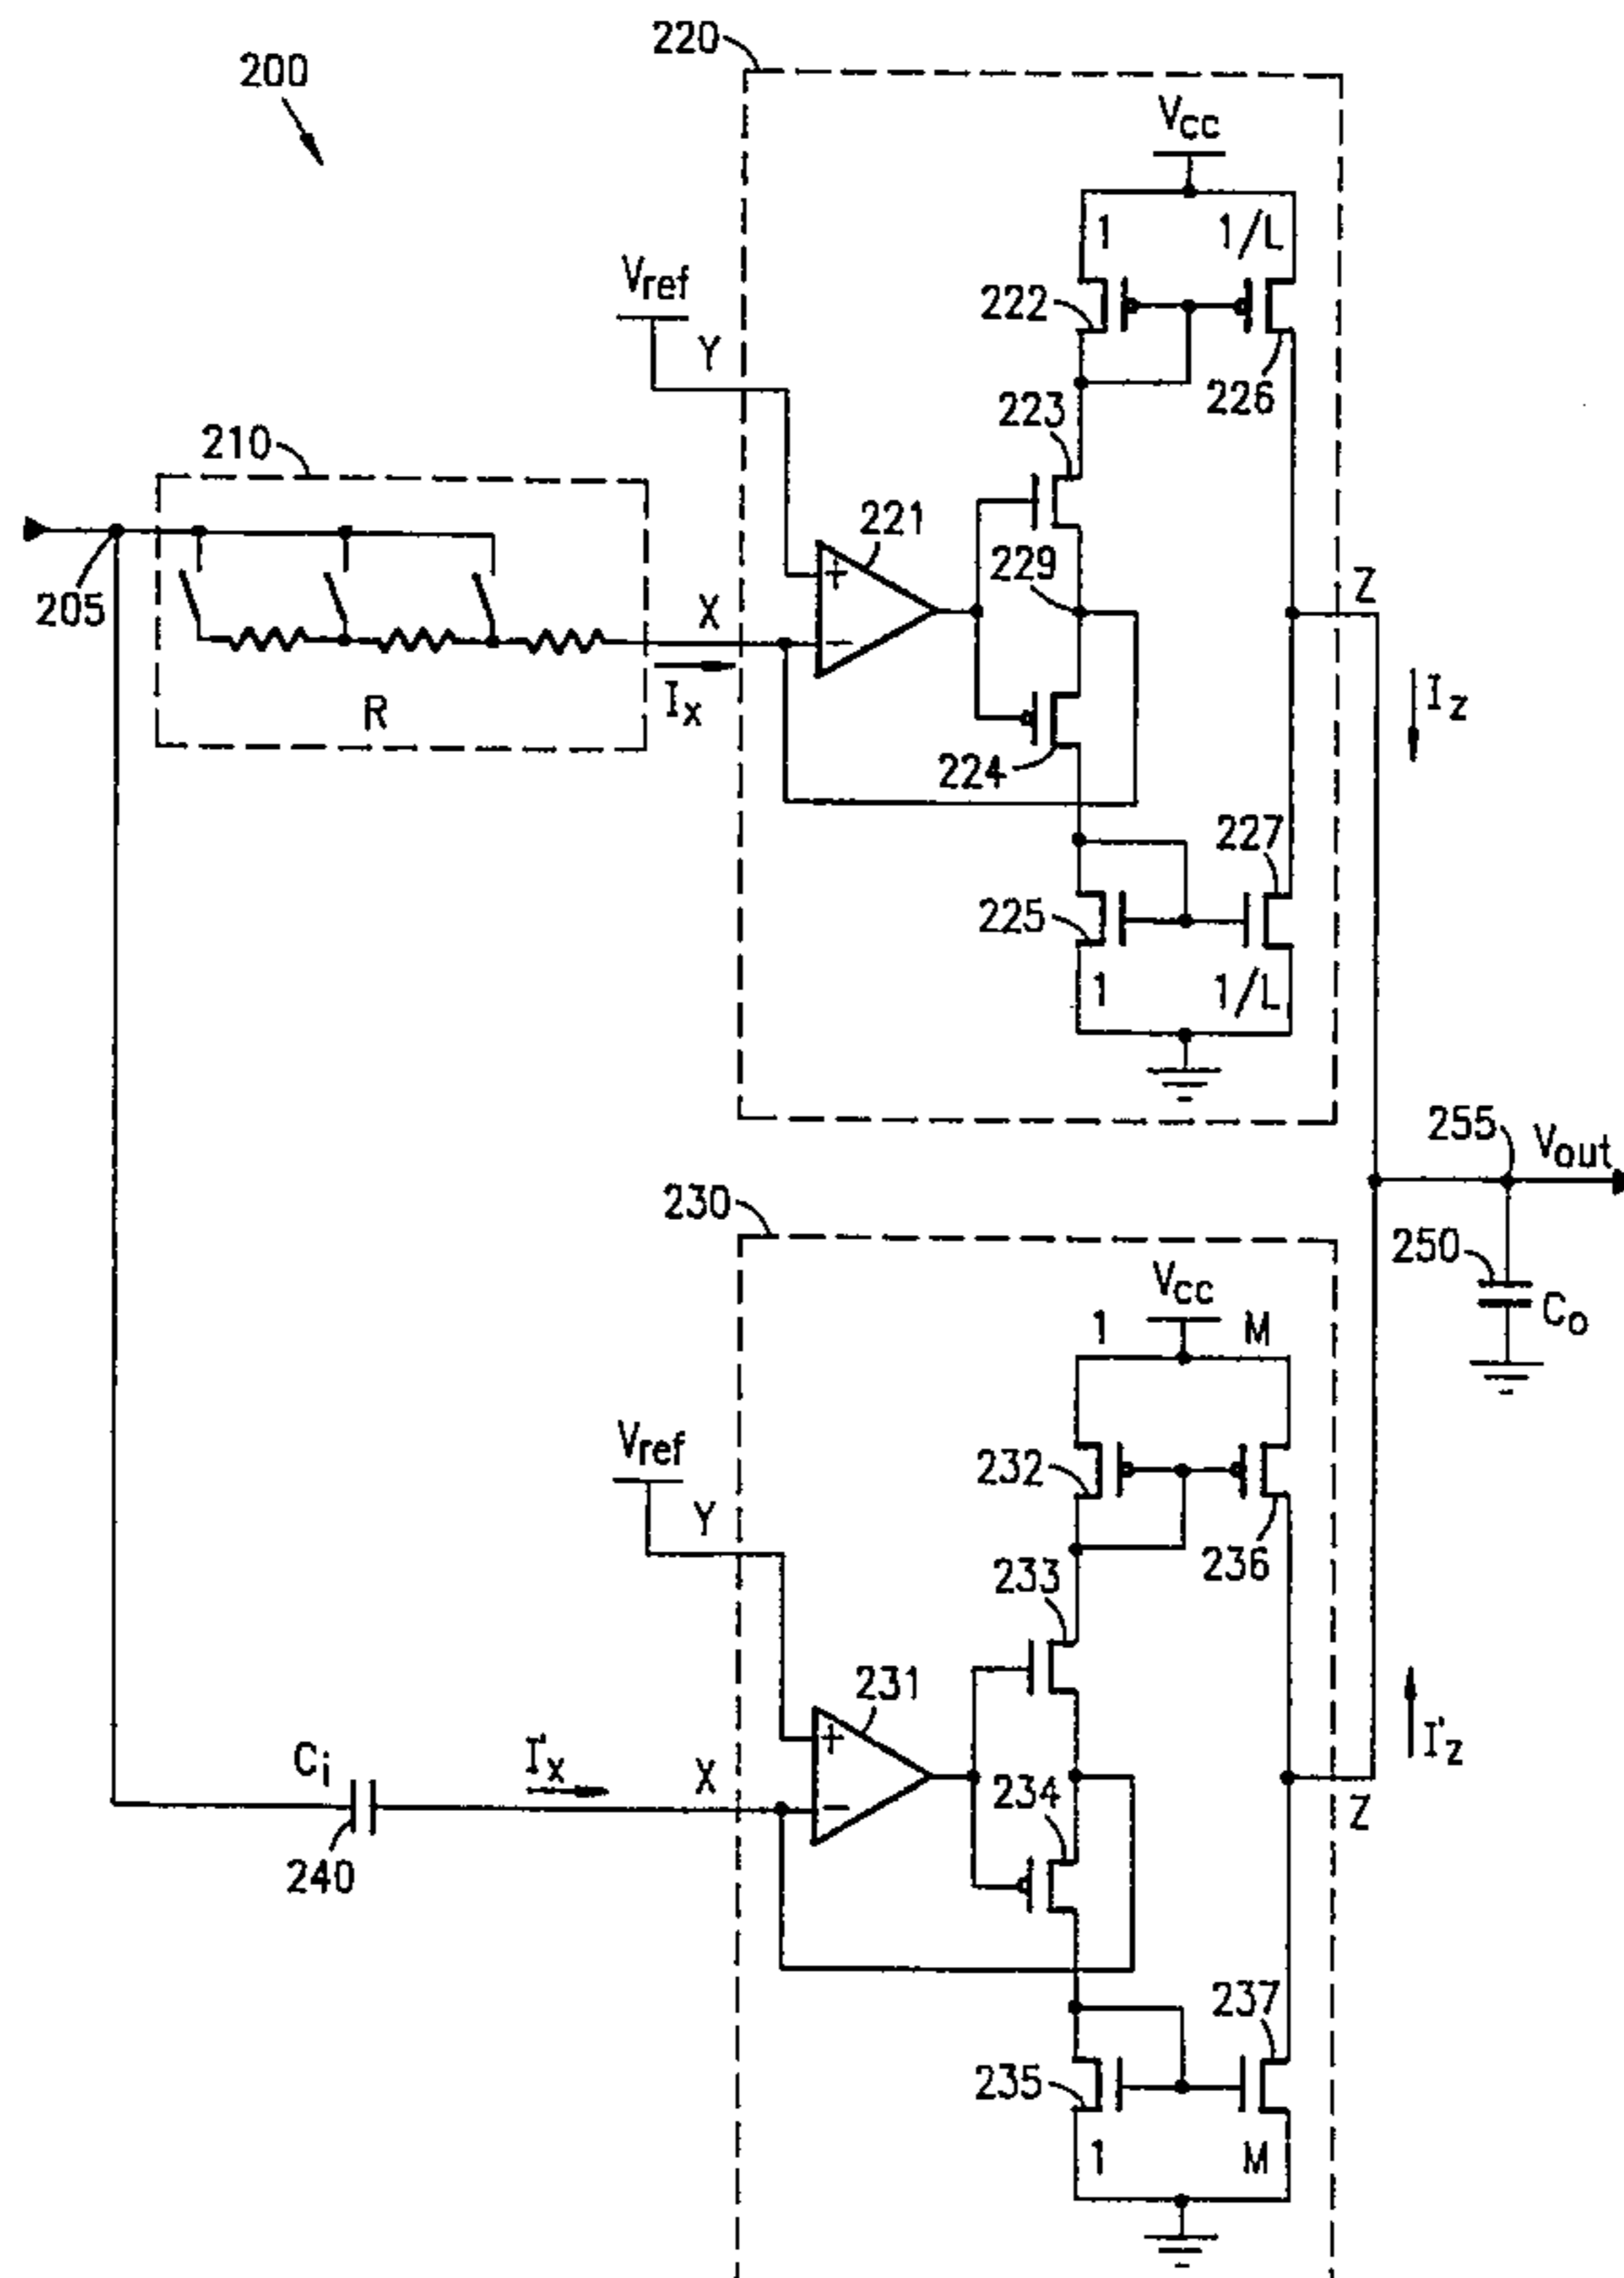 220
200
Vcc
1 1/L
Vref
222
Y
226
223
210
221
229
+
205
X
Z
−
Ix
R
Iz
224
227
225
1 1/L
255
Vout
230
250
Vcc
1 M
Co
Vref
232
Y
236
233
231
+
Ci
I'x
X
I'z
234
−
Z
240
237
235
1 M